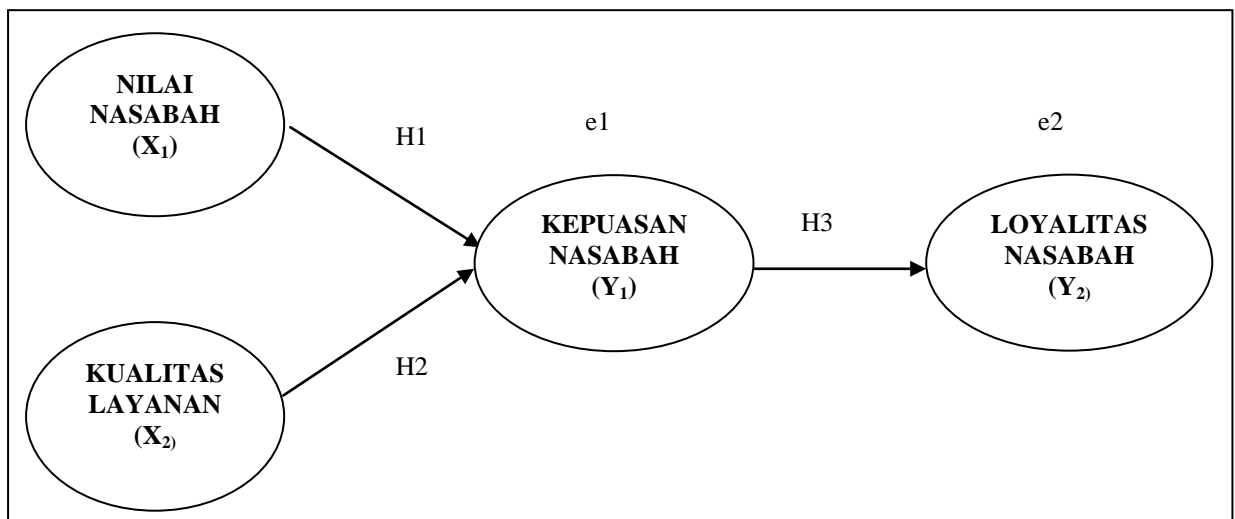 NILAI
NASABAH
(X₁)
H1
e1
e2
KEPUASAN
NASABAH
(Y₁)
H3
LOYALITAS
NASABAH
(Y₂)
H2
KUALITAS
LAYANAN
(X₂)